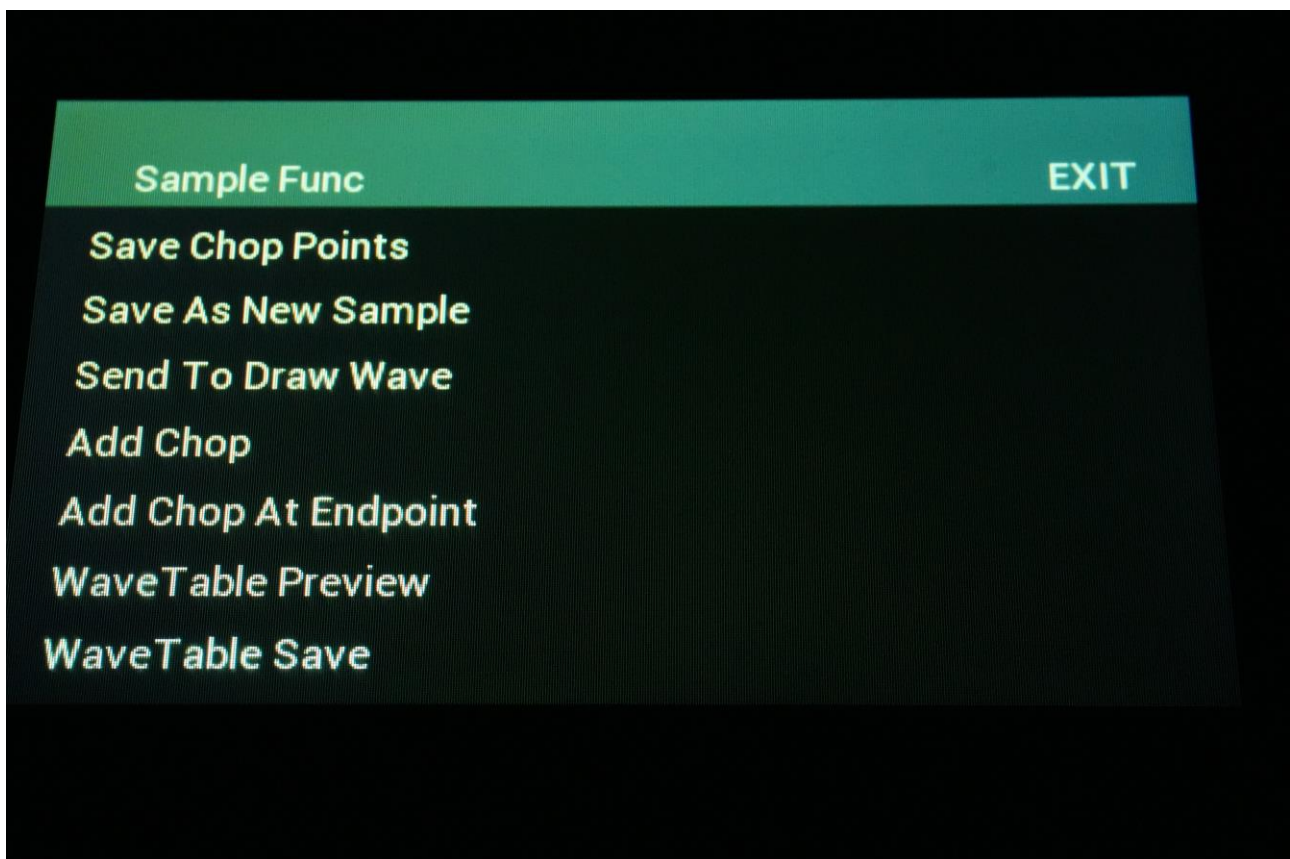 Sample Func EXIT
Save Chop Points
Save As New Sample
Send To Draw Wave
Add Chop
Add Chop At Endpoint
WaveTable Preview
WaveTable Save